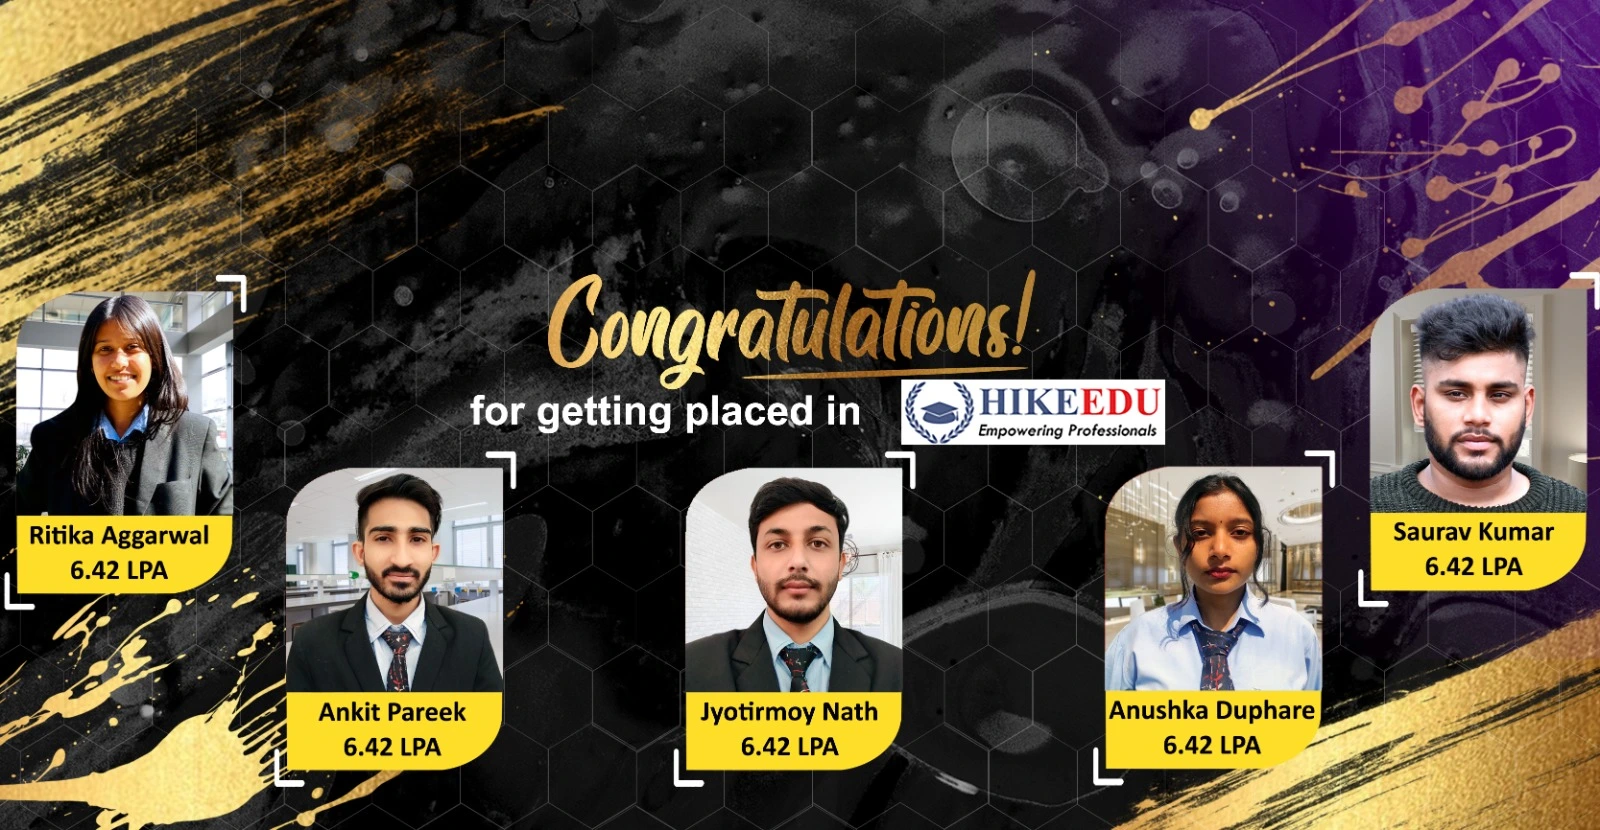 Congratulations!
for getting placed in
HIKEEDU
Empowering Professionals
Ritika Aggarwal
6.42 LPA
Ankit Pareek
6.42 LPA
Jyotirmoy Nath
6.42 LPA
Anushka Duphare
6.42 LPA
Saurav Kumar
6.42 LPA